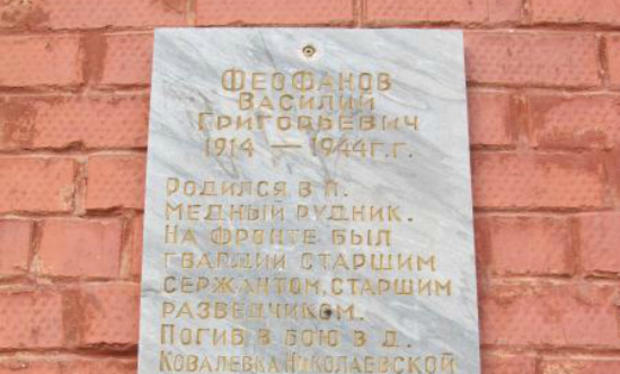 ФЕОФАНОВ
ВАСИЛИЙ
ГРИГОРЬЕВИЧ
1914 — 1944 Г.Г.
РОДИЛСЯ В П.
МЕДНЫЙ РУДНИК.
НА ФРОНТЕ БЫЛ
ГВАРДИИ СТАРШИМ
СЕРЖАНТОМ, СТАРШИМ
РАЗВЕДЧИКОМ.
ПОГИБ В БОЮ В Д.
КОВАЛЕВКА НИКОЛАЕВСКОЙ